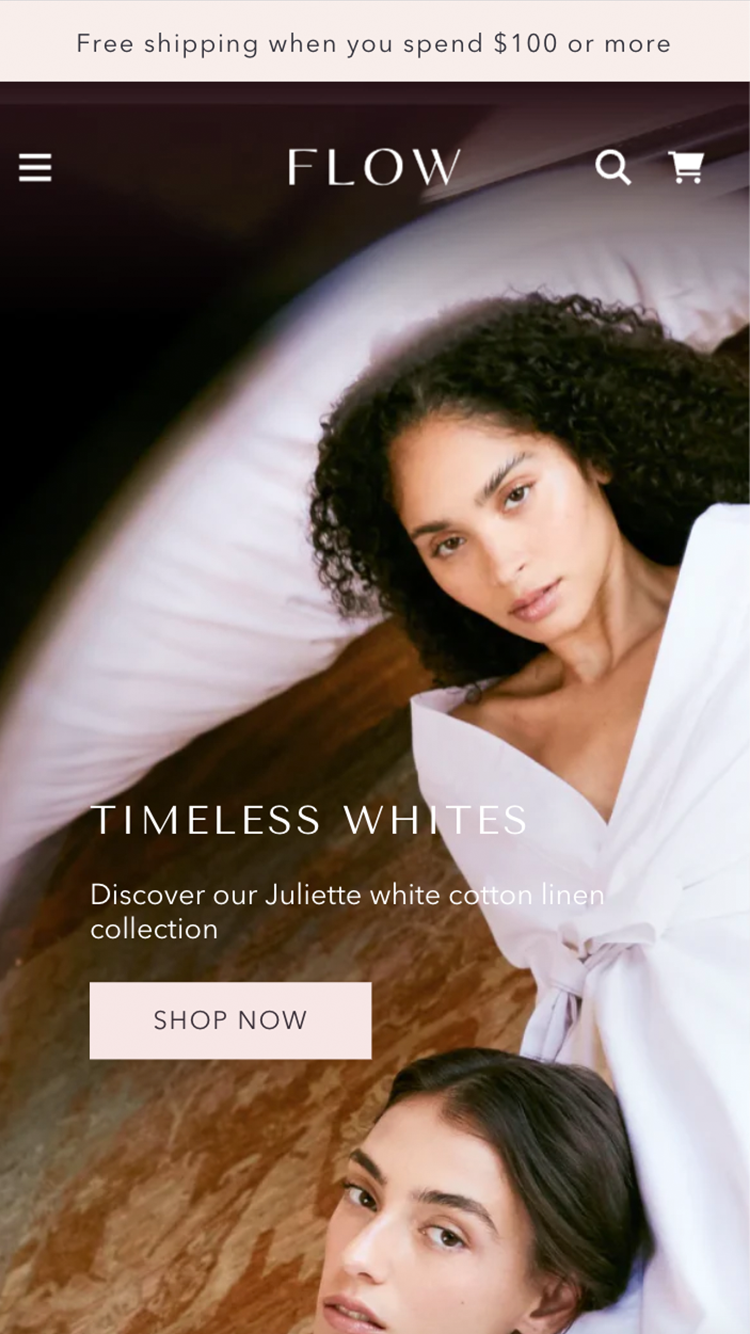 Free shipping when you spend $100 or more
FLOW
TIMELESS WHITES
Discover our Juliette white cotton linen
collection
SHOP NOW